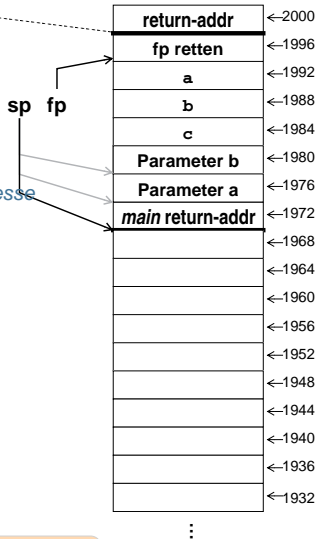 return-addr ←2000
fp retten ←1996
a ←1992
sp fp b ←1988
c ←1984
Parameter b ←1980
esse Parameter a ←1976
main return-addr ←1972
←1968
←1964
←1960
←1956
←1952
←1948
←1944
←1940
←1936
←1932
...